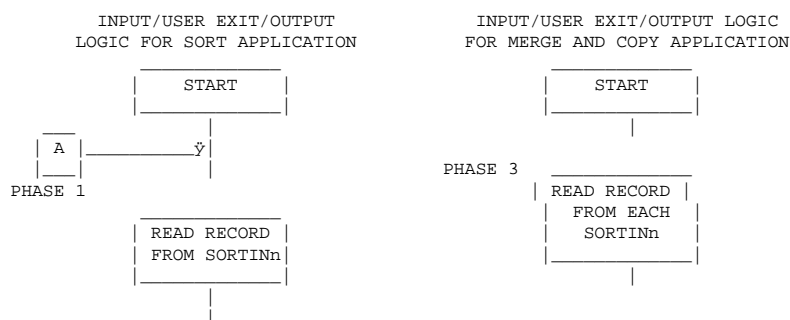 INPUT/USER EXIT/OUTPUT
LOGIC FOR SORT APPLICATION
START
A
ÿ
PHASE 1
READ RECORD
FROM SORTINn
INPUT/USER EXIT/OUTPUT LOGIC
FOR MERGE AND COPY APPLICATION
START
PHASE 3
READ RECORD
FROM EACH
SORTINn